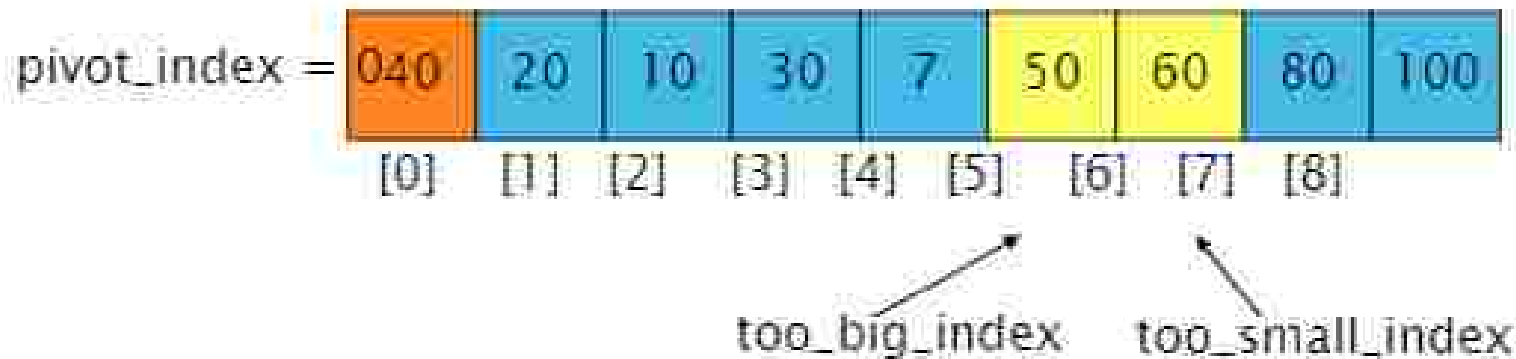 pivot_index = 040 20 10 30 7 50 60 80 100
[0] [1] [2] [3] [4] [5] [6] [7] [8]
too_big_index too_small_index